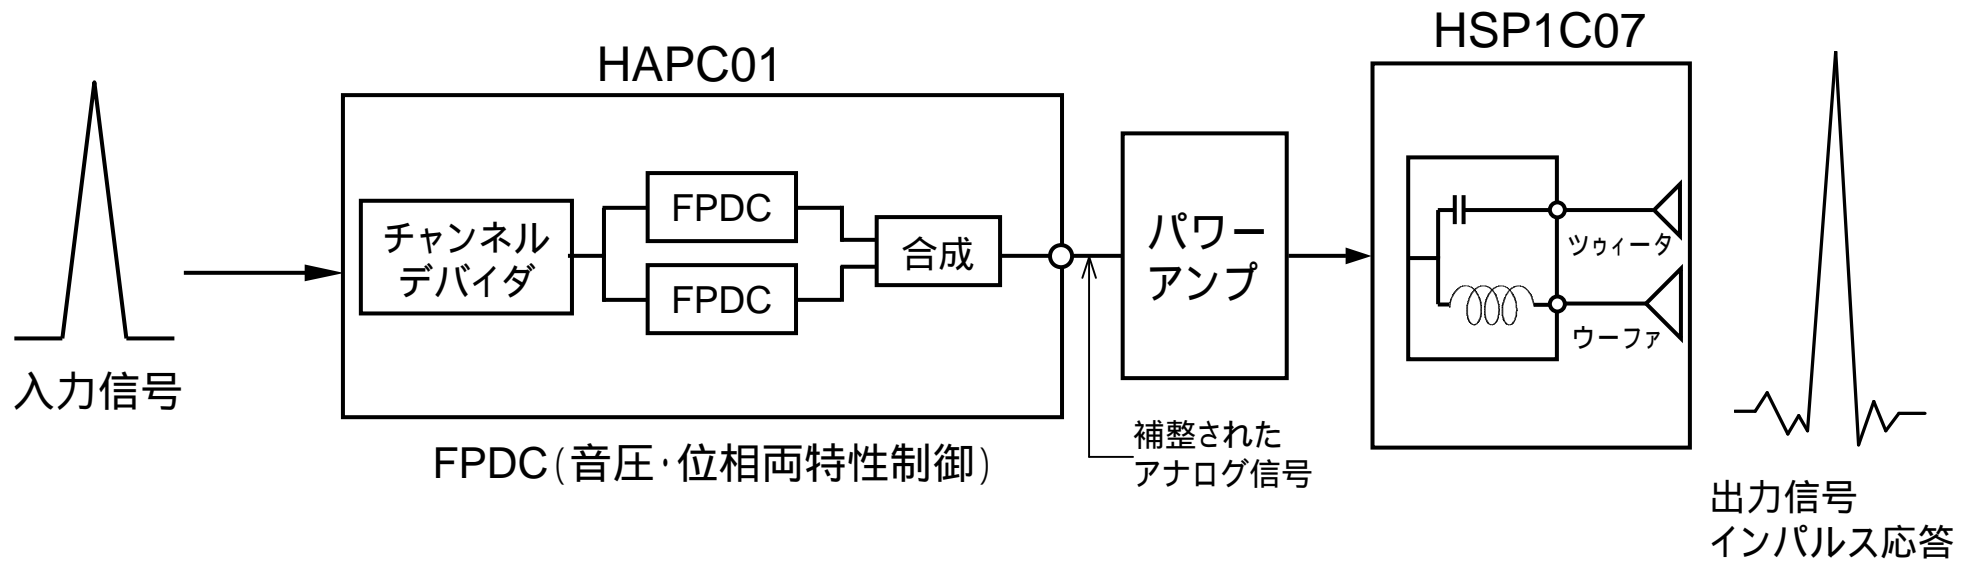 HAPC01
HSP1C07
チャンネル
デバイダ
FPDC
FPDC
合成
パワー
アンプ
ツウィータ
ウーファ
入力信号
FPDC(音圧・位相両特性制御)
補整された
アナログ信号
出力信号
インパルス応答